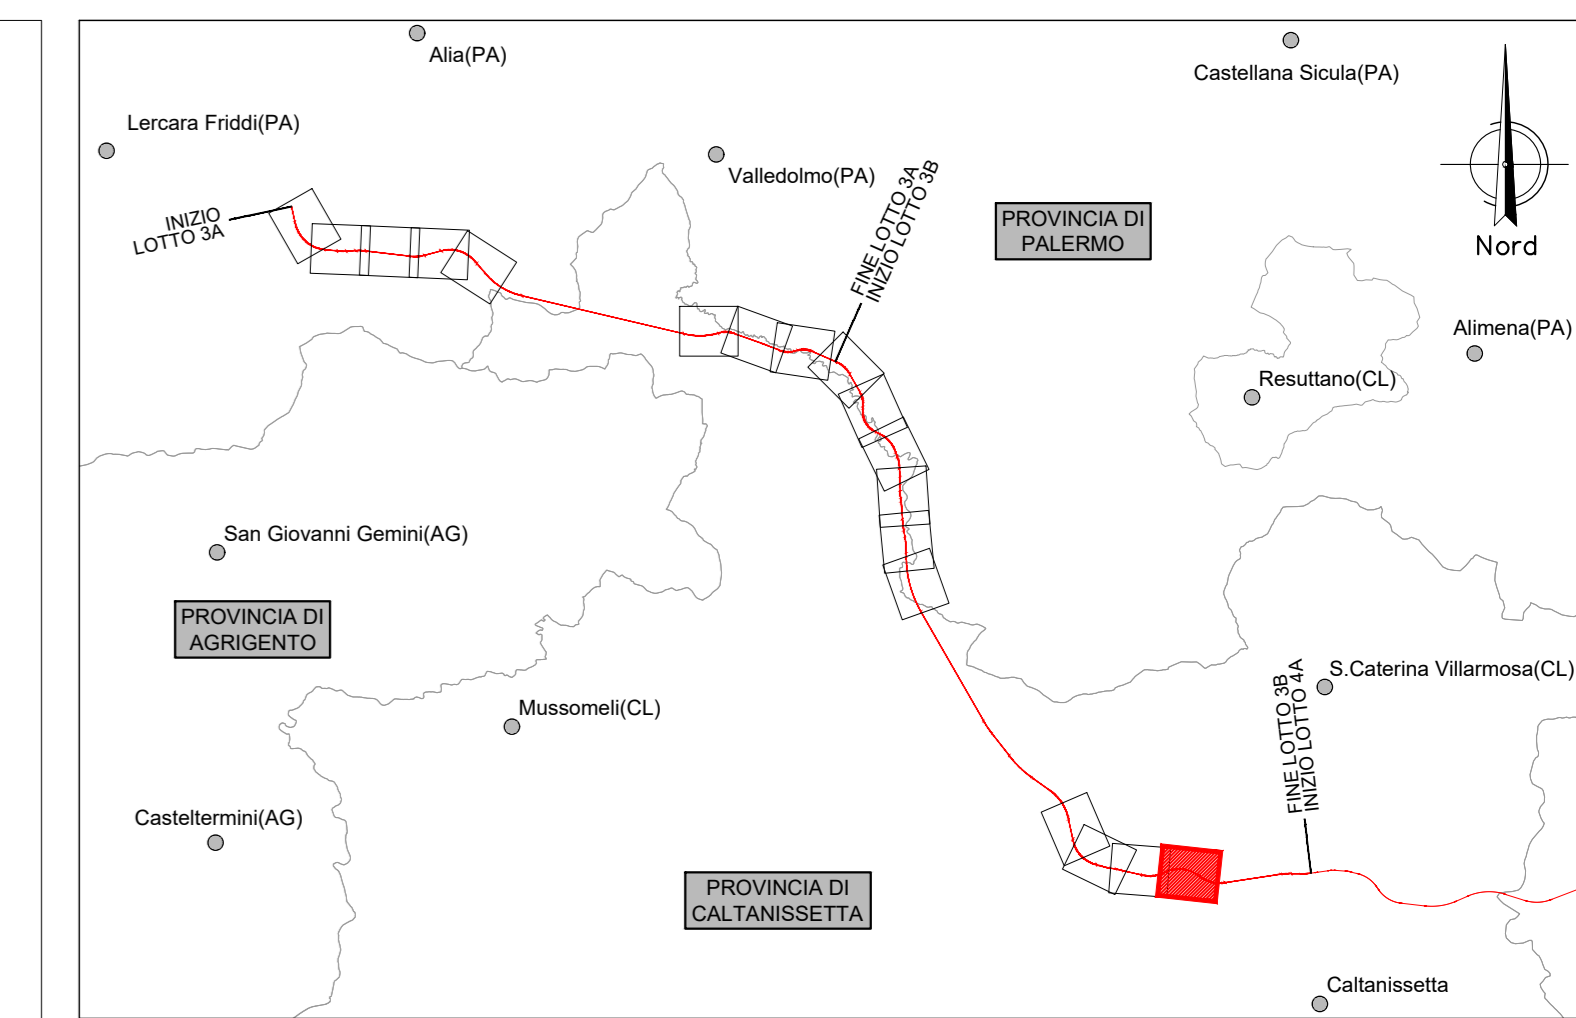 Alia(PA)
Castellana Sicula(PA)
Lercara Friddi(PA)
Valledolmo(PA)
INIZIO
LOTTO 3A
FINE LOTTO 3A
INIZIO LOTTO 3B
PROVINCIA DI
PALERMO
Nord
Alimena(PA)
Resuttano(CL)
San Giovanni Gemini(AG)
PROVINCIA DI
AGRIGENTO
S.Caterina Villarmosa(CL)
Mussomeli(CL)
FINE LOTTO 3B
INIZIO LOTTO 4A
Casteltermini(AG)
PROVINCIA DI
CALTANISSETTA
Caltanissetta